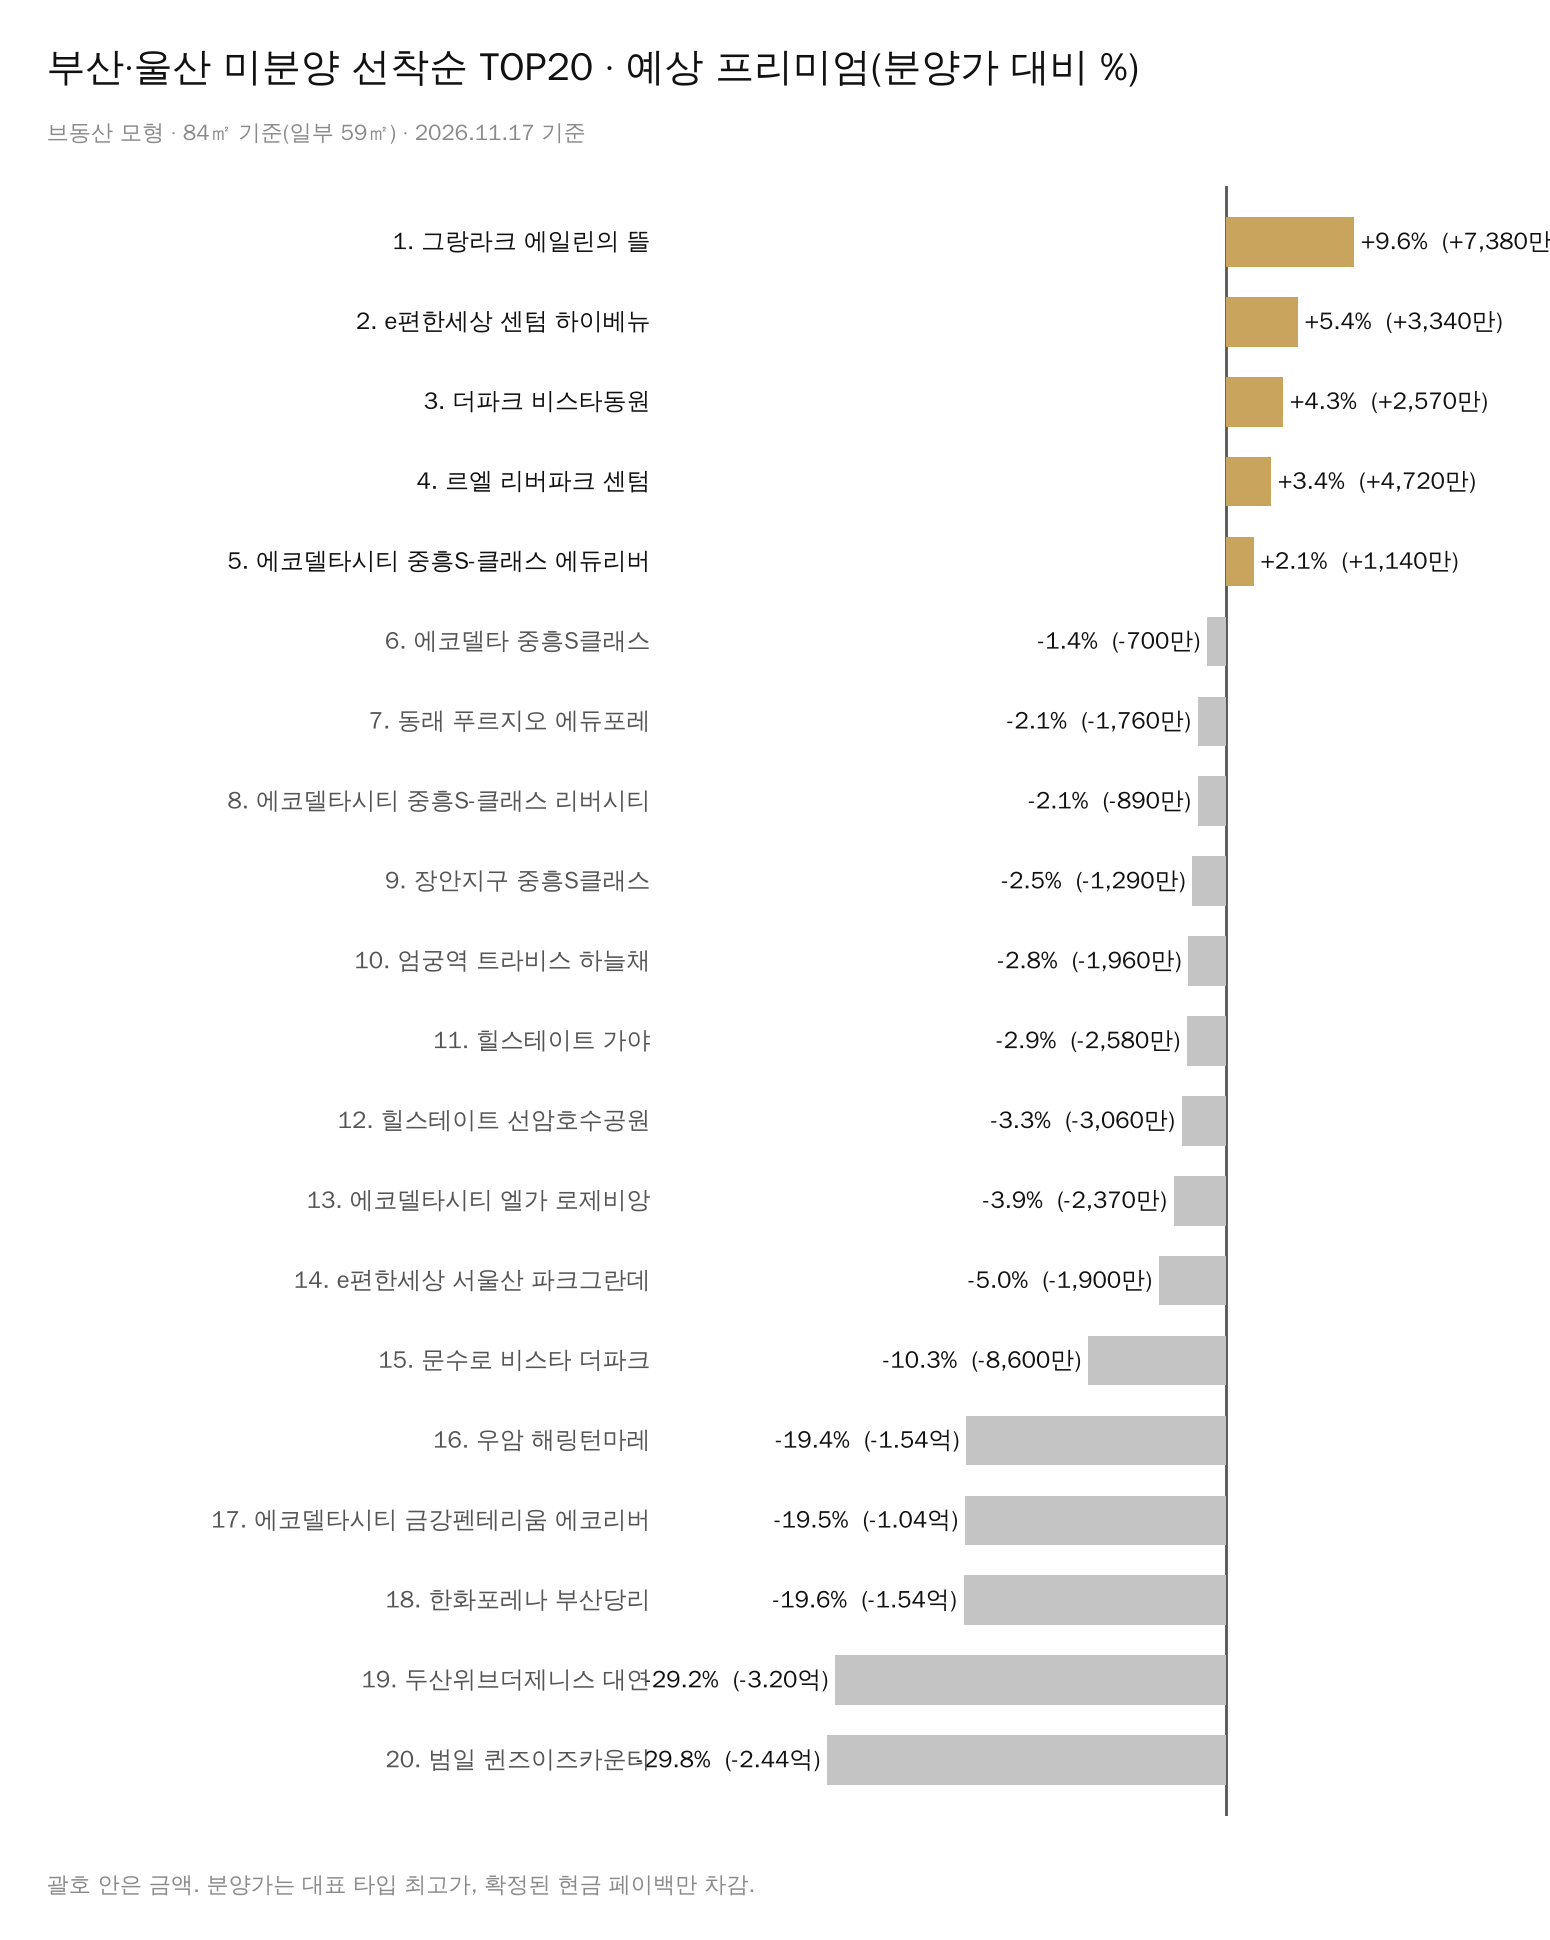 부산·울산 미분양 선착순 TOP20 · 예상 프리미엄(분양가 대비 %)
브동산 모형 · 84㎡ 기준(일부 59㎡) · 2026.11.17 기준
1. 그랑라크 에일린의 뜰 +9.6% (+7,380만
2. e편한세상 센텀 하이베뉴 +5.4% (+3,340만)
3. 더파크 비스타동원 +4.3% (+2,570만)
4. 르엘 리버파크 센텀 +3.4% (+4,720만)
5. 에코델타시티 중흥S-클래스 에듀리버 +2.1% (+1,140만)
6. 에코델타 중흥S클래스 -1.4% (-700만)
7. 동래 푸르지오 에듀포레 -2.1% (-1,760만)
8. 에코델타시티 중흥S-클래스 리버시티 -2.1% (-890만)
9. 장안지구 중흥S클래스 -2.5% (-1,290만)
10. 엄궁역 트라비스 하늘채 -2.8% (-1,960만)
11. 힐스테이트 가야 -2.9% (-2,580만)
12. 힐스테이트 선암호수공원 -3.3% (-3,060만)
13. 에코델타시티 엘가 로제비앙 -3.9% (-2,370만)
14. e편한세상 서울산 파크그란데 -5.0% (-1,900만)
15. 문수로 비스타 더파크 -10.3% (-8,600만)
16. 우암 해링턴마레 -19.4% (-1.54억)
17. 에코델타시티 금강펜테리움 에코리버 -19.5% (-1.04억)
18. 한화포레나 부산당리 -19.6% (-1.54억)
19. 두산위브더제니스 대연 -29.2% (-3.20억)
20. 범일 퀸즈이즈카운티 -29.8% (-2.44억)
괄호 안은 금액. 분양가는 대표 타입 최고가, 확정된 현금 페이백만 차감.